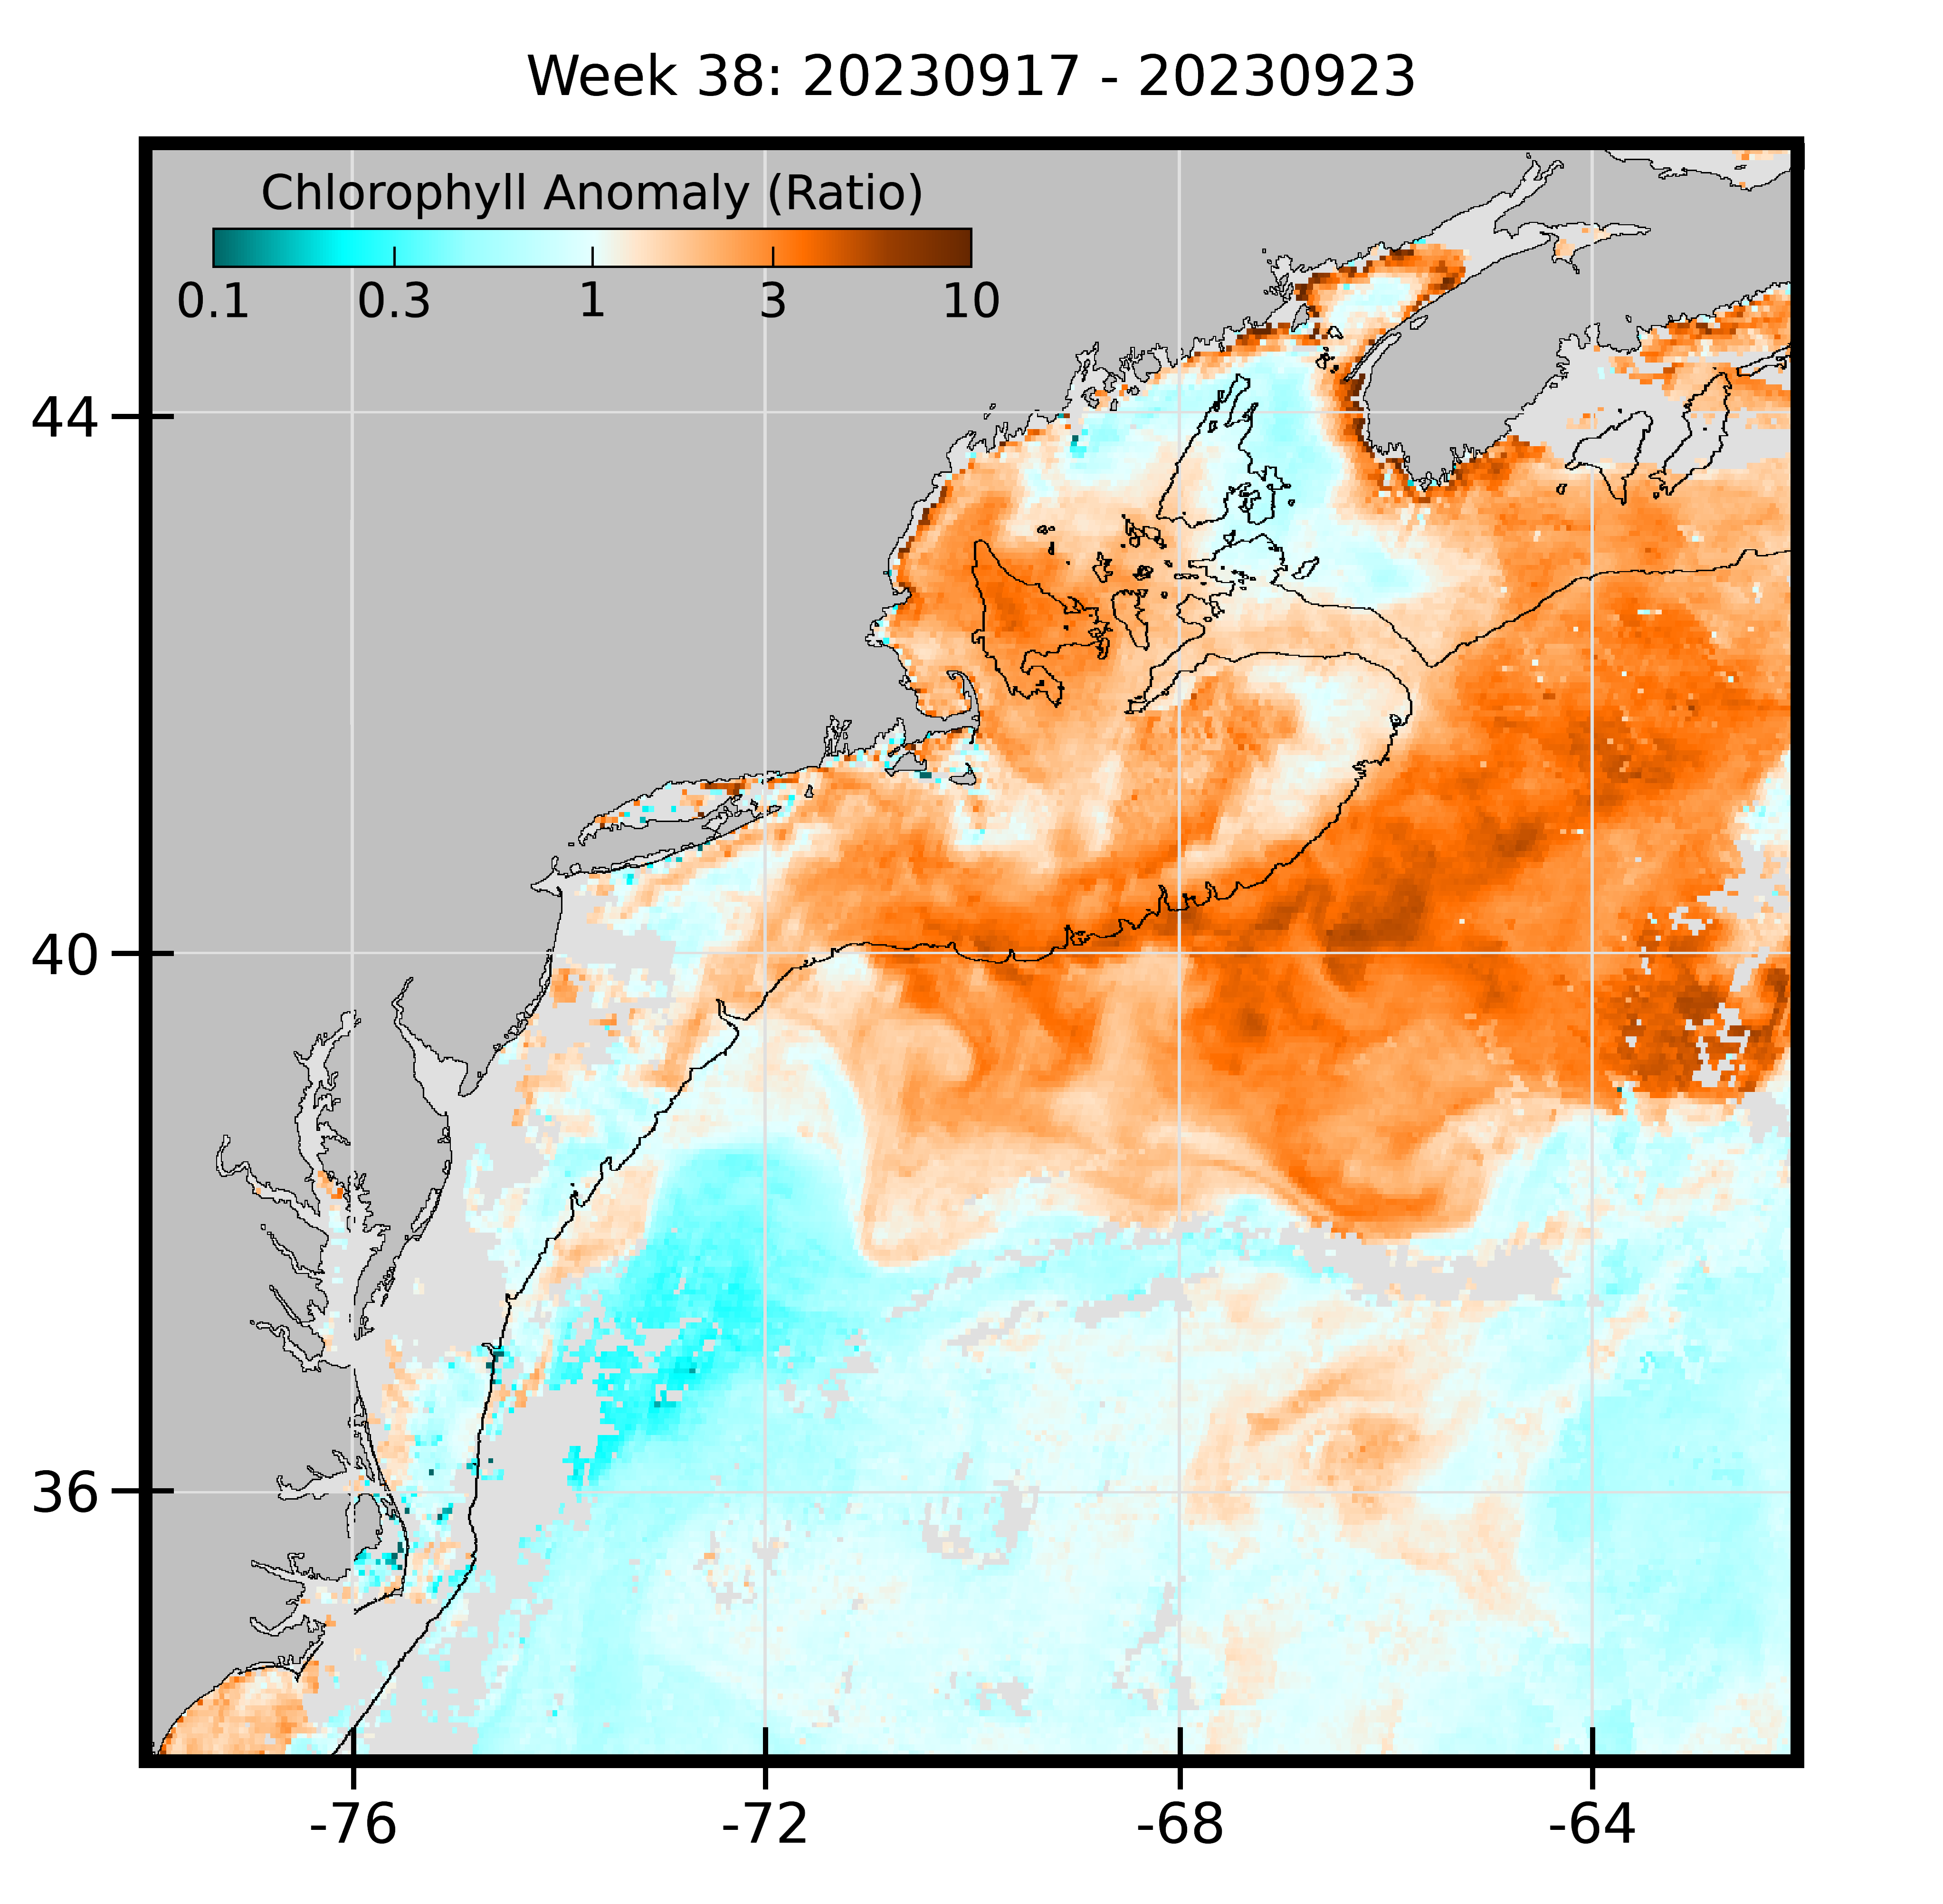 Week 38: 20230917 - 20230923
Chlorophyll Anomaly (Ratio)
0.1 0.3 1 3 10
44
40
36
-76 -72 -68 -64